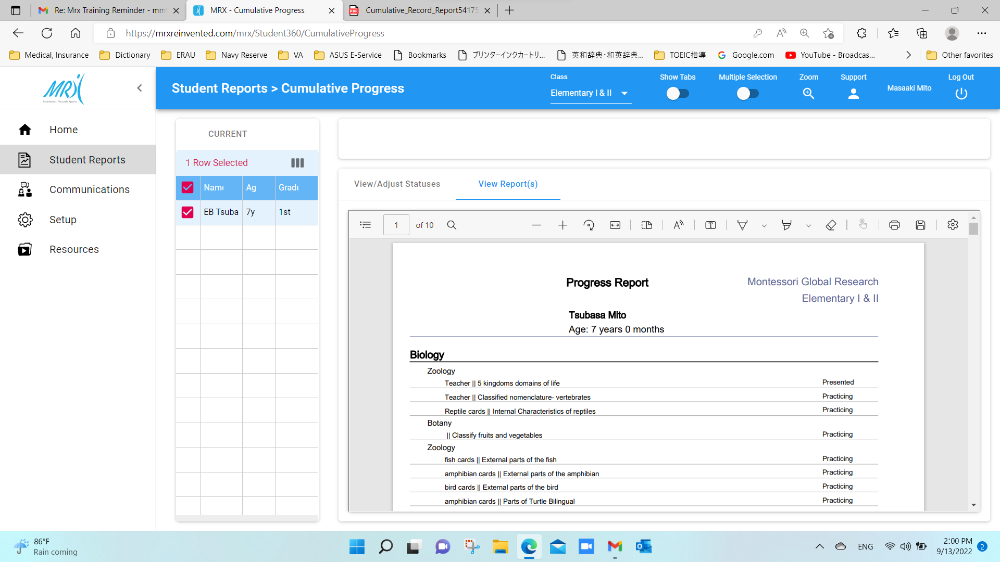 Re: Mrx Training Reminder - mm
MRX - Cumulative Progress
Cumulative_Record_Report54175
https://mrxreinvented.com/mrx/Student360/CumulativeProgress
Medical, Insurance
Dictionary
ERAU
Navy Reserve
VA
ASUS E-Service
Bookmarks
プリンターインクカートリ...
英和辞典・和英辞典...
TOEIC指導
Google.com
YouTube - Broadcas...
Other favorites
MRX
Montessori Records Xpress
Student Reports > Cumulative Progress
Class
Elementary I & II
Show Tabs
Multiple Selection
Zoom
Support
Masaaki Mito
Log Out
Home
Student Reports
Communications
Setup
Resources
CURRENT
1 Row Selected
Name
Ag
Grade
EB Tsuba
7y
1st
View/Adjust Statuses
View Report(s)
1 of 10
Progress Report
Montessori Global Research
Elementary I & II
Tsubasa Mito
Age: 7 years 0 months
Biology
Zoology
Teacher || 5 kingdoms domains of life Presented
Teacher || Classified nomenclature- vertebrates Practicing
Reptile cards || Internal Characteristics of reptiles Practicing
Botany
|| Classify fruits and vegetables Practicing
Zoology
fish cards || External parts of the fish Practicing
amphibian cards || External parts of the amphibian Practicing
bird cards || External parts of the bird Practicing
amphibian cards || Parts of Turtle Bilingual Practicing
86°F
Rain coming
ENG
2:00 PM
9/13/2022
2